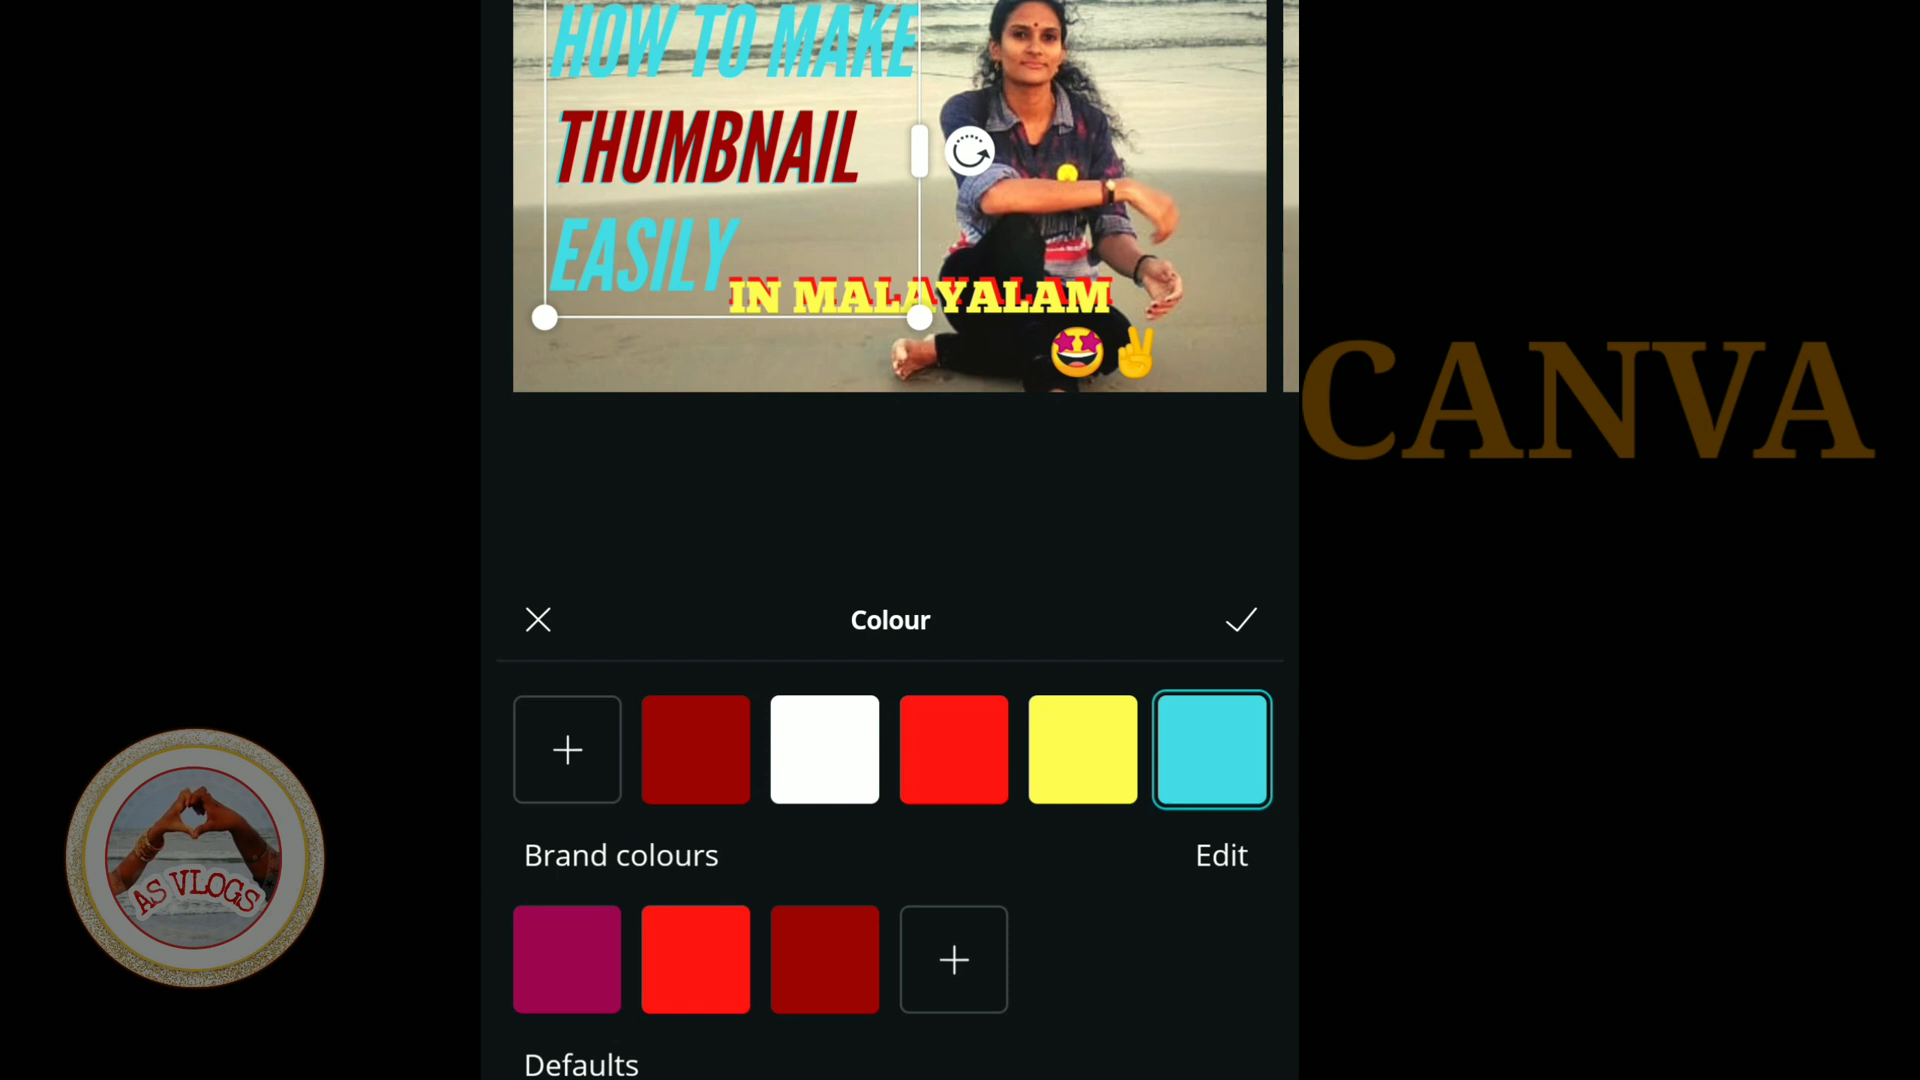 HOW TO MAKE
THUMBNAIL
EASILY
IN MALAYALAM
CANVA
Colour
Brand colours
Edit
AS VLOGS
Defaults